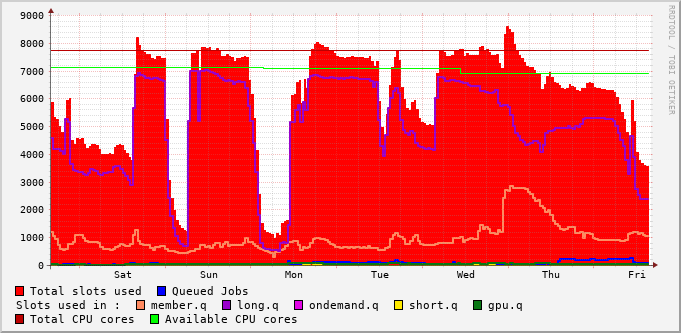 9000
8000
7000
6000
5000
4000
3000
2000
1000
0
Sat Sun Mon Tue Wed Thu Fri
RRDTOOL / TOBI OETIKER
Total slots used Queued Jobs
Slots used in : member.q long.q ondemand.q short.q gpu.q
Total CPU cores Available CPU cores